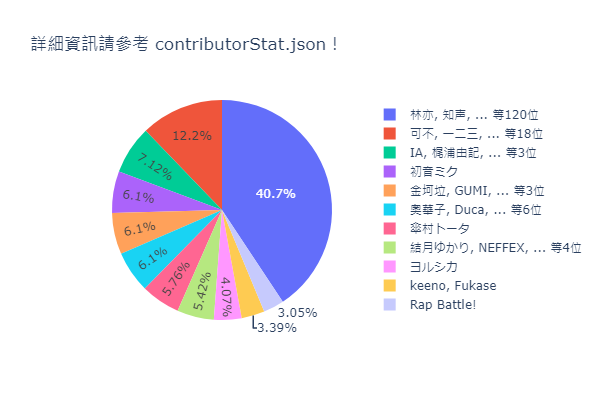 詳細資訊請參考 contributorStat.json！
40.7%
12.2%
7.12%
6.1%
6.1%
6.1%
5.76%
5.42%
4.07%
3.39%
3.05%
林亦, 知声, ... 等120位
可不, 一二三, ... 等18位
IA, 梶浦由記, ... 等3位
初音ミク
金坷垃, GUMI, ... 等3位
奥華子, Duca, ... 等6位
傘村トータ
結月ゆかり, NEFFEX, ... 等4位
ヨルシカ
keeno, Fukase
Rap Battle!